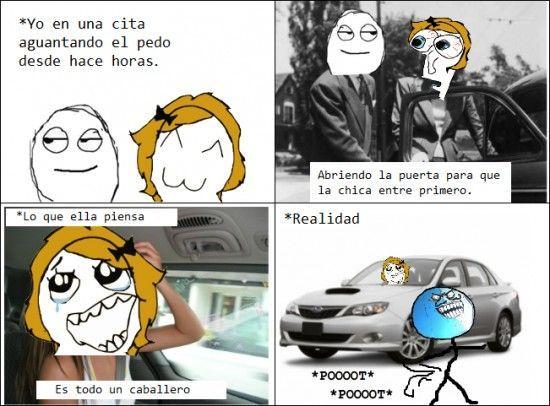 *Yo en una cita
aguantando el pedo
desde hace horas.
Abriendo la puerta para que
la chica entre primero.
*Lo que ella piensa
Es todo un caballero
*Realidad
*POOOOT*
*POOOOT*